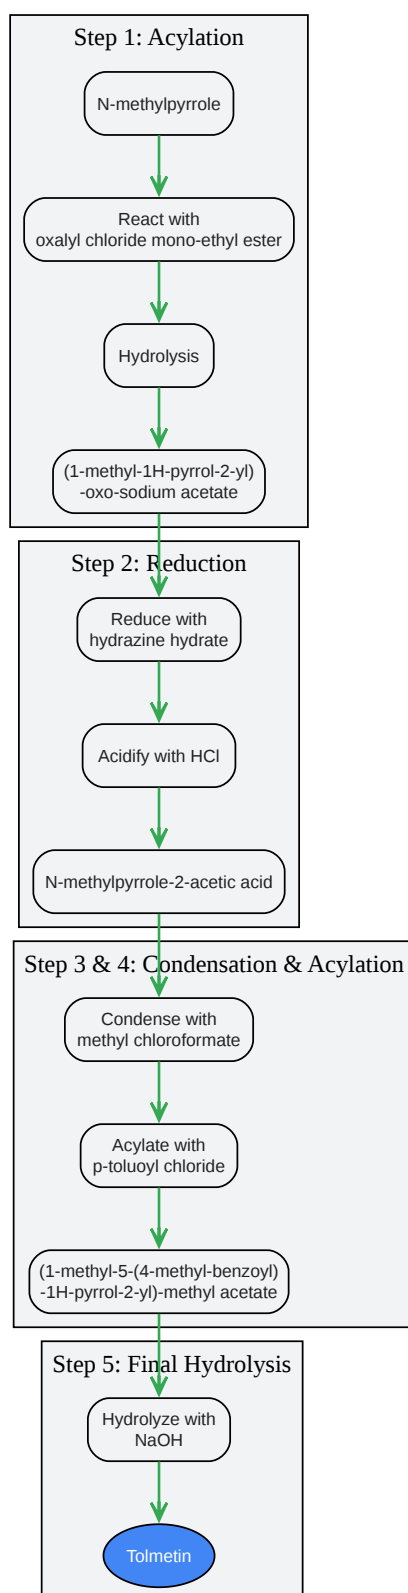 Step 1: Acylation
N-methylpyrrole
React with
oxalyl chloride mono-ethyl ester
Hydrolysis
(1-methyl-1H-pyrrol-2-yl)
-oxo-sodium acetate
Step 2: Reduction
Reduce with
hydrazine hydrate
Acidify with HCl
N-methylpyrrole-2-acetic acid
Step 3 & 4: Condensation & Acylation
Condense with
methyl chloroformate
Acylate with
p-toluoyl chloride
(1-methyl-5-(4-methyl-benzoyl)
-1H-pyrrol-2-yl)-methyl acetate
Step 5: Final Hydrolysis
Hydrolyze with
NaOH
Tolmetin